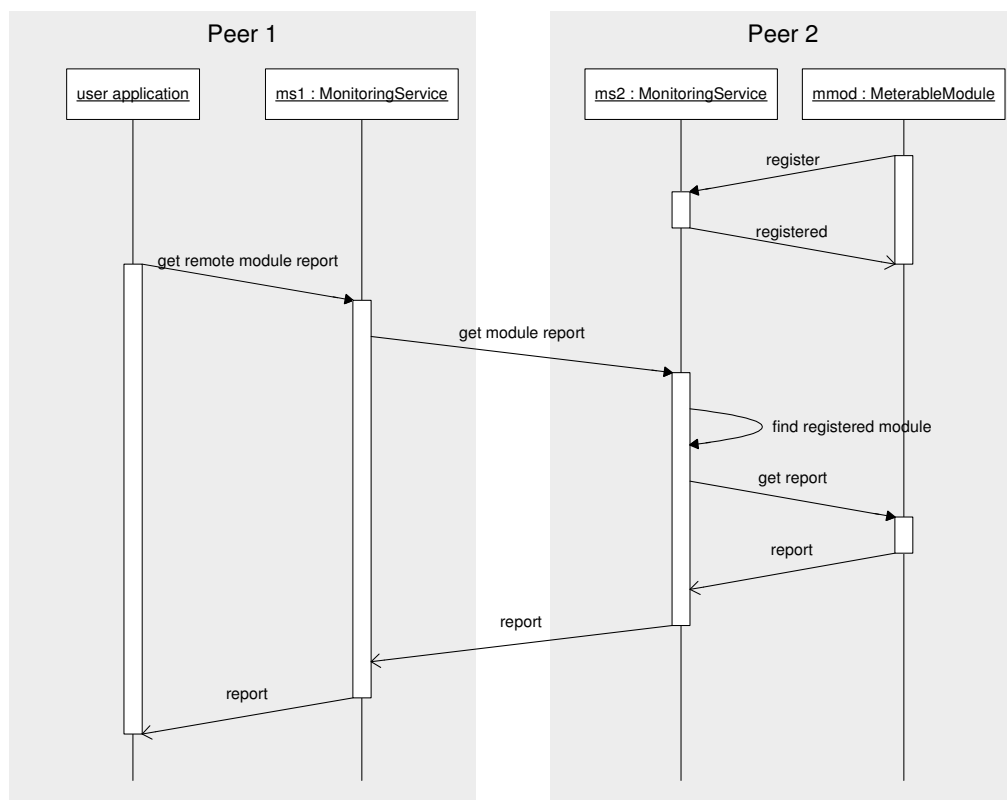 Peer 1
Peer 2
user application
ms1 : MonitoringService
ms2 : MonitoringService
mmod : MeterableModule
register
registered
get remote module report
get module report
find registered module
get report
report
report
report